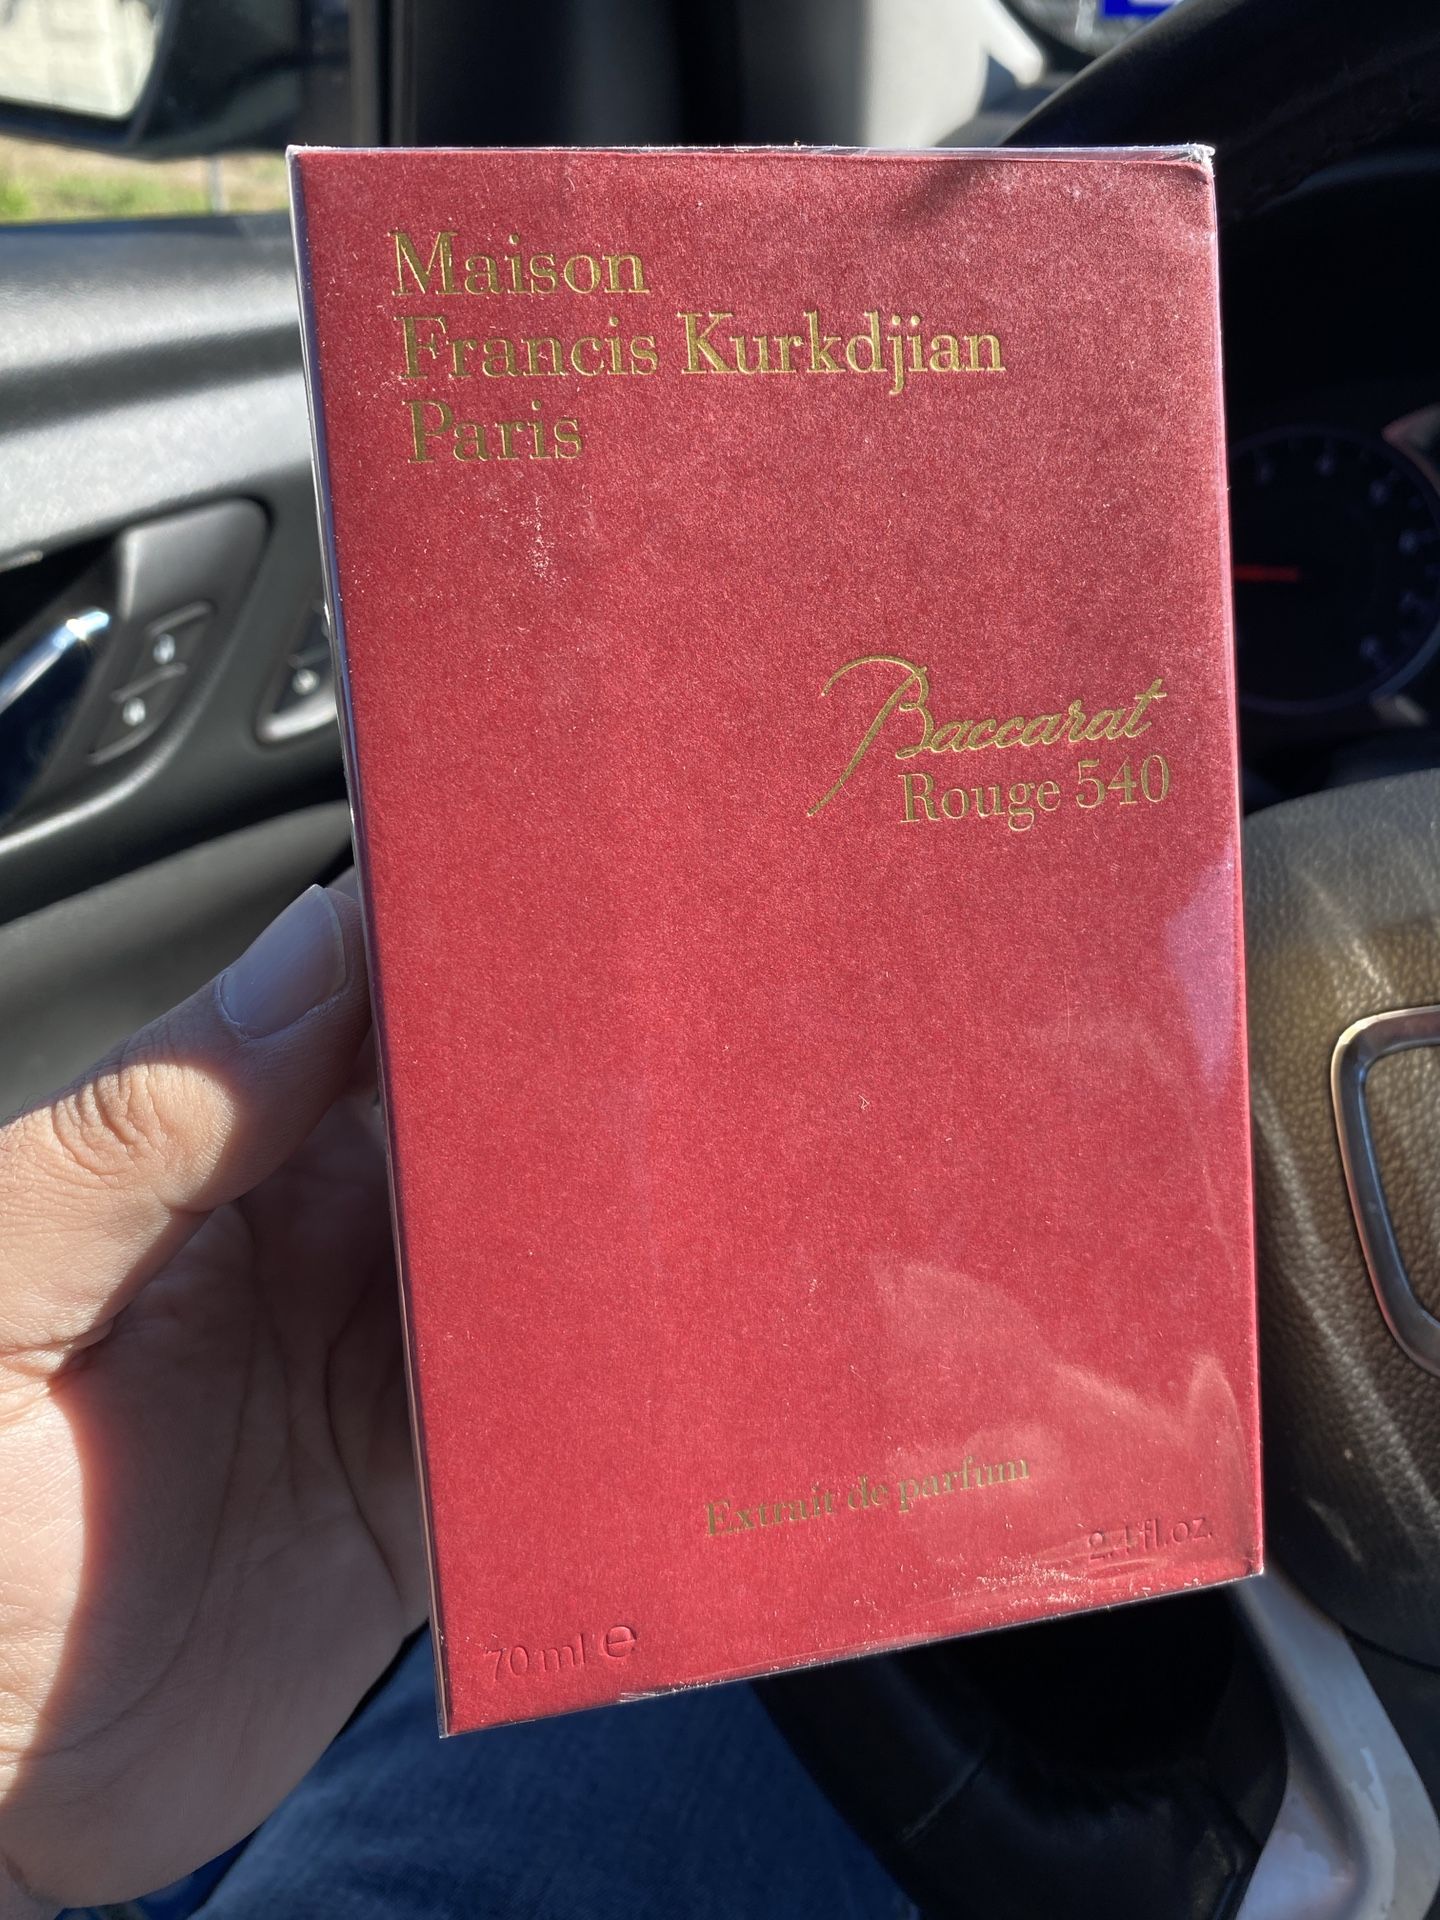 Maison
Francis Kurkdjian
Paris
Baccarat
Rouge 540
Extrait de parfum
2.4 fl.oz.
70 ml ℮